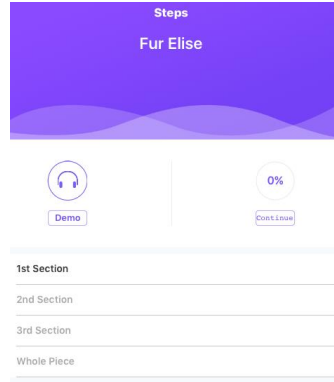 Steps
Fur Elise
0%
Demo
Continue
1st Section
2nd Section
3rd Section
Whole Piece